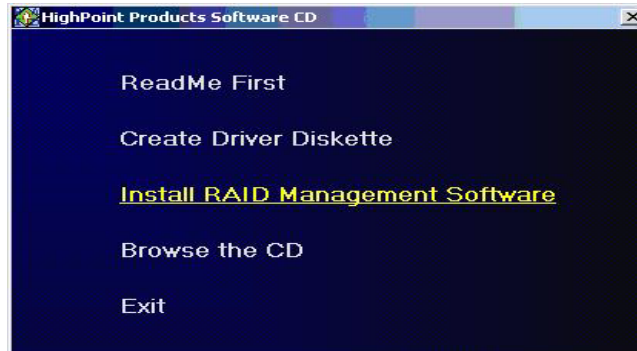 HighPoint Products Software CD
ReadMe First
Create Driver Diskette
Install RAID Management Software
Browse the CD
Exit